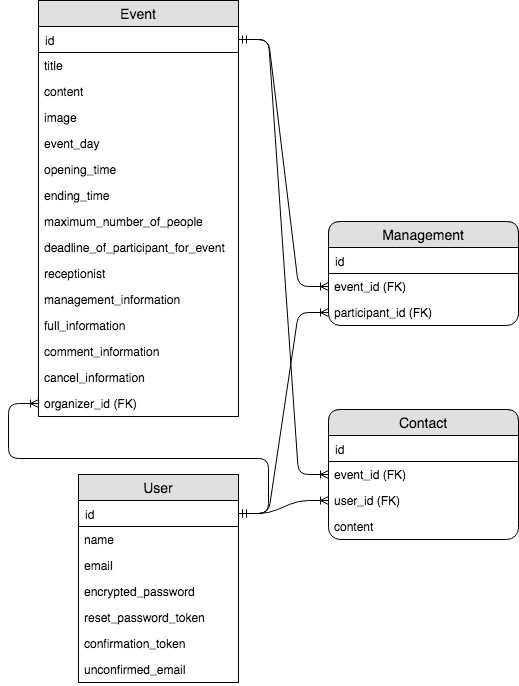 Event
id
title
content
image
event_day
opening_time
ending_time
maximum_number_of_people
deadline_of_participant_for_event
receptionist
management_information
full_information
comment_information
cancel_information
organizer_id (FK)
Management
id
event_id (FK)
participant_id (FK)
Contact
id
event_id (FK)
user_id (FK)
content
User
id
name
email
encrypted_password
reset_password_token
confirmation_token
unconfirmed_email